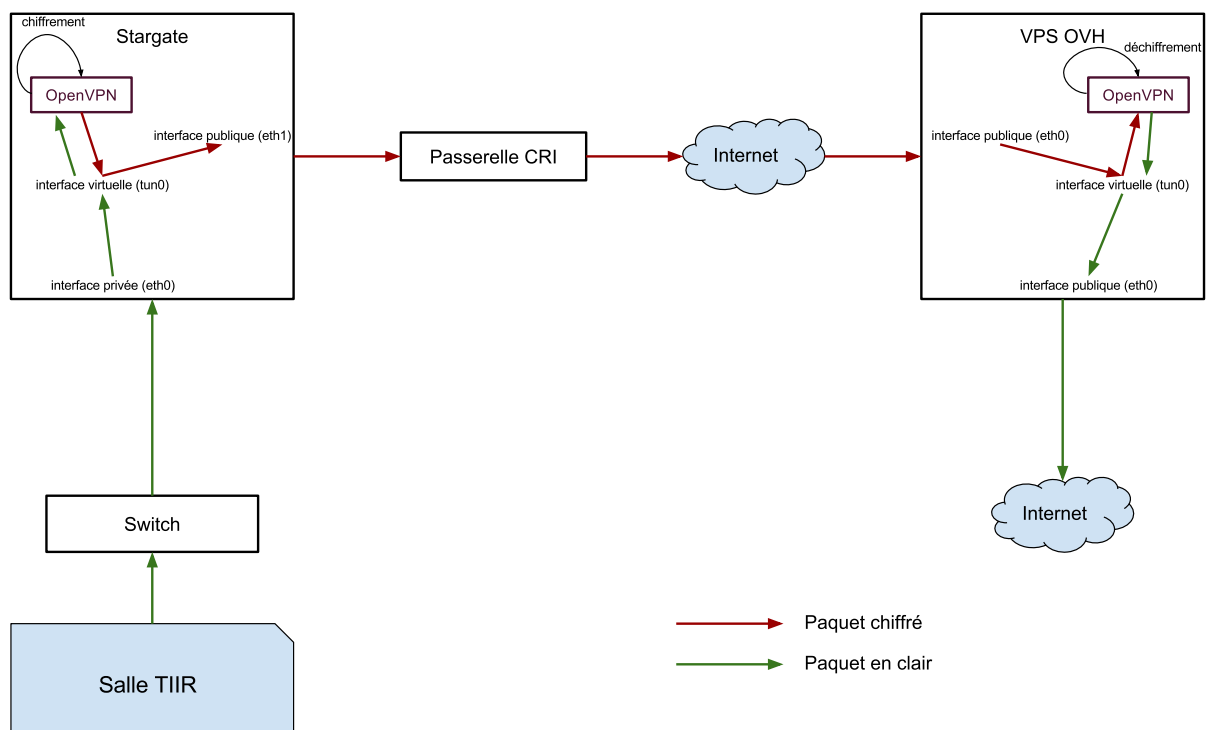 chiffrement
Stargate
OpenVPN
interface publique (eth1)
interface virtuelle (tun0)
interface privée (eth0)
Passerelle CRI
Internet
VPS OVH
déchiffrement
OpenVPN
interface publique (eth0)
interface virtuelle (tun0)
interface publique (eth0)
Internet
Switch
Salle TIIR
Paquet chiffré
Paquet en clair